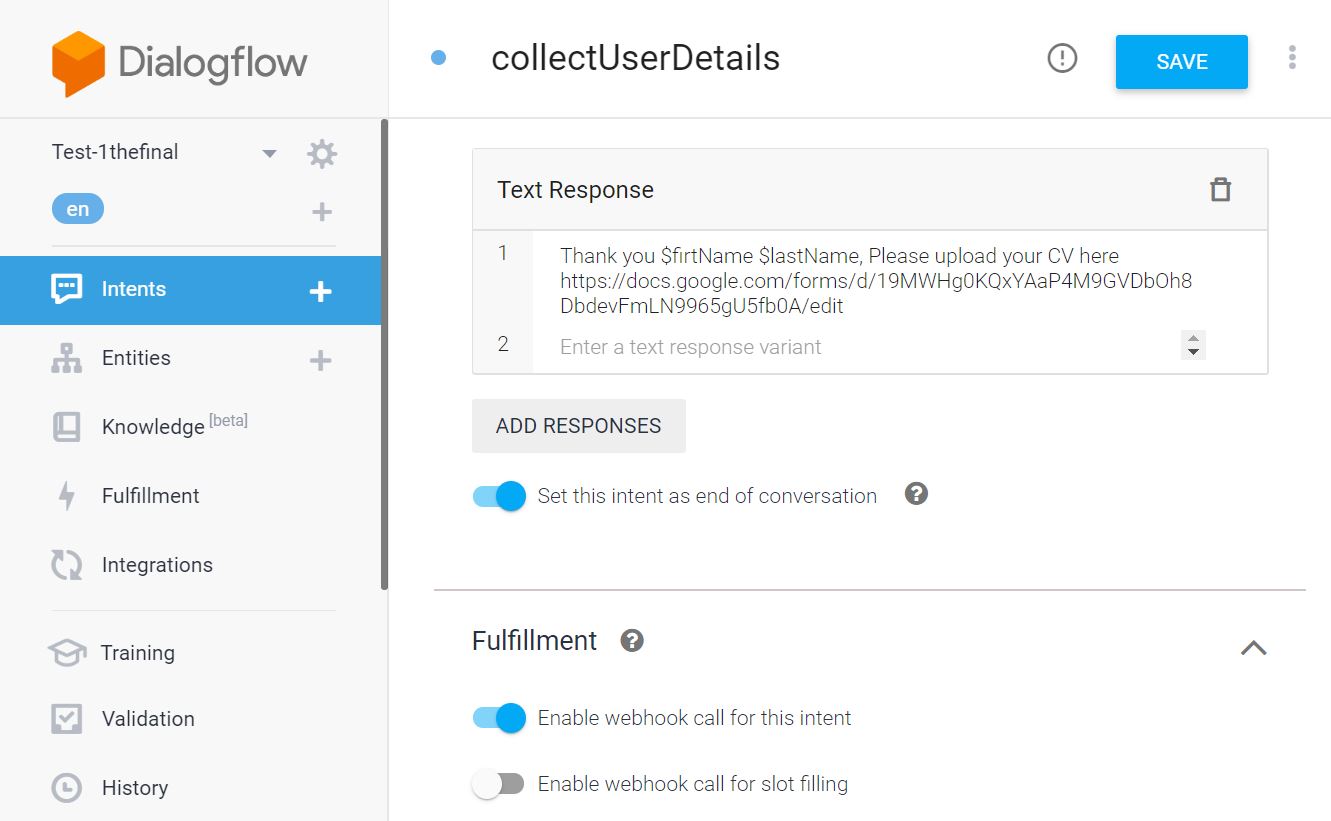 Dialogflow
collectUserDetails
SAVE
Test-1thefinal
en
Intents
Entities
Knowledge [beta]
Fulfillment
Integrations
Training
Validation
History
Text Response
1
Thank you $firtName $lastName, Please upload your CV here
https://docs.google.com/forms/d/19MWHg0KQxYAaP4M9GVDbOh8
DbdevFmLN9965gU5fb0A/edit
2
Enter a text response variant
ADD RESPONSES
Set this intent as end of conversation
Fulfillment
Enable webhook call for this intent
Enable webhook call for slot filling